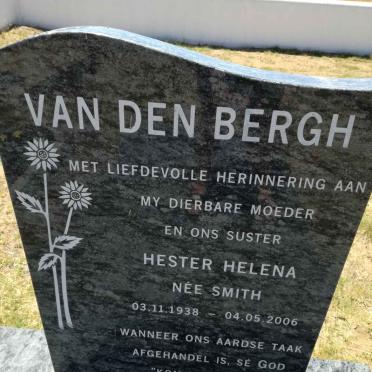 VAN DEN BERGH
MET LIEFDEVOLLE HERINNERING AAN
MY DIERBARE MOEDER
EN ONS SUSTER
HESTER HELENA
NÉE SMITH
03.11.1938 – 04.05.2006
WANNEER ONS AARDSE TAAK
AFGEHANDEL IS, SÊ GOD